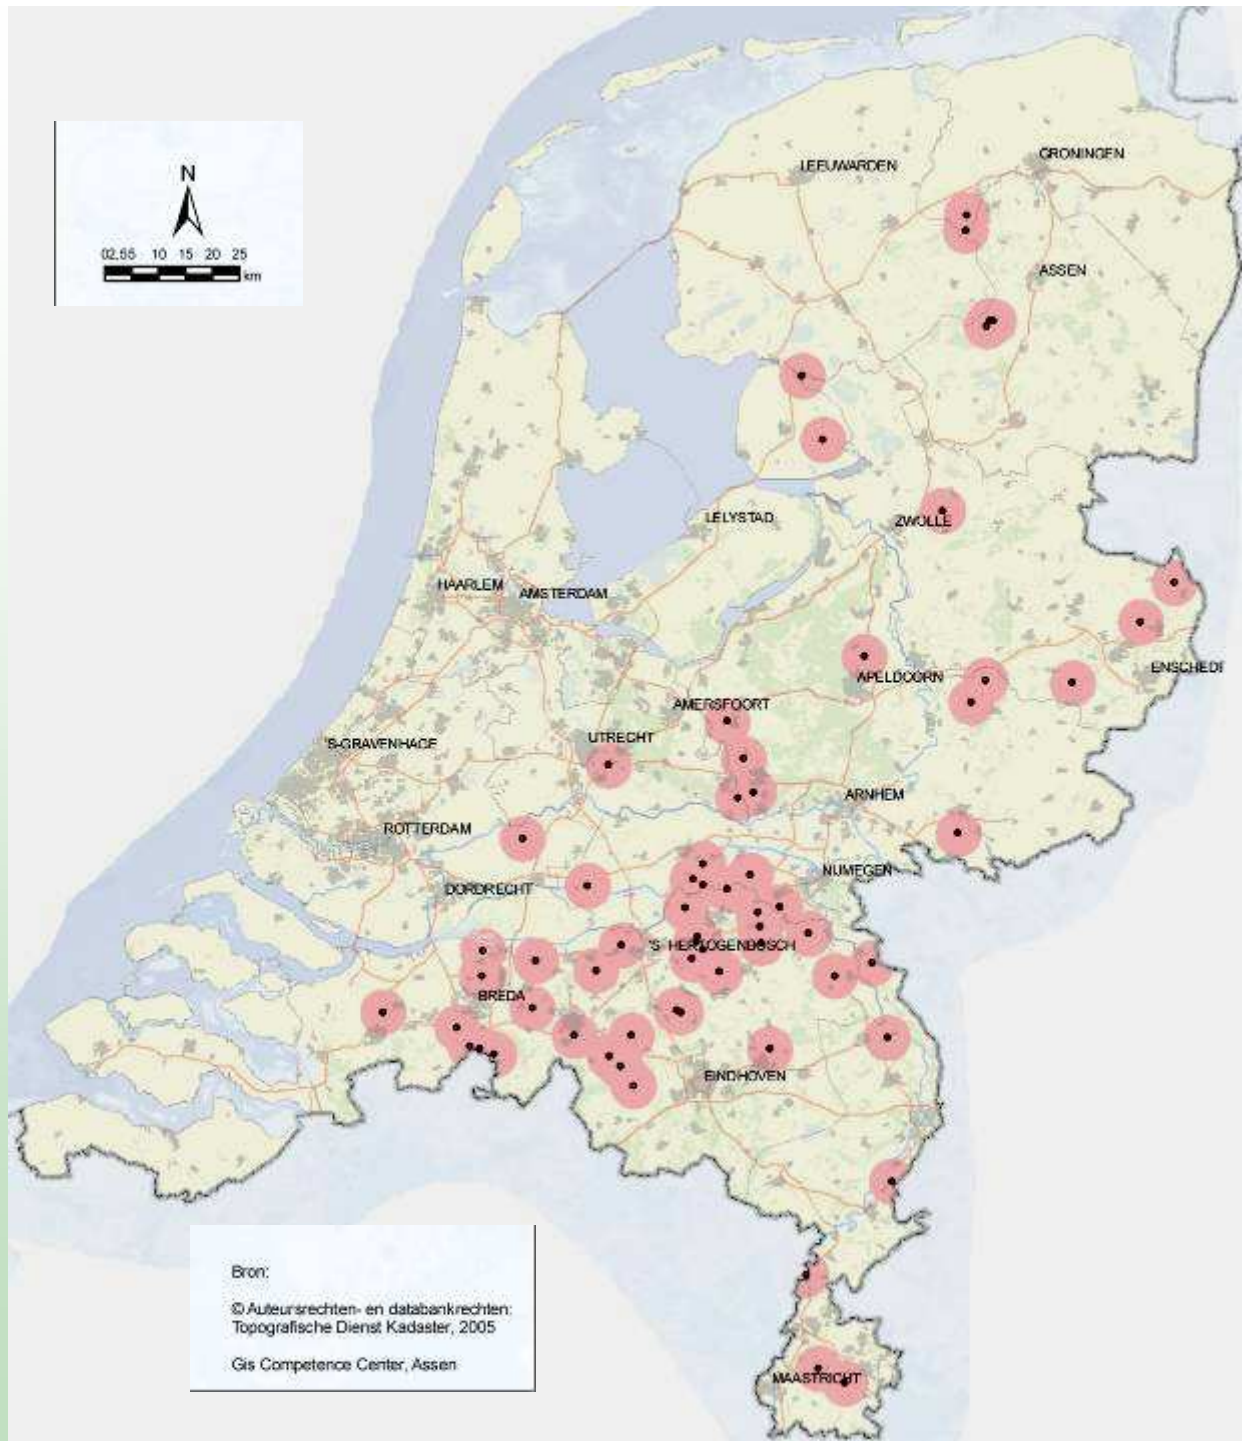 N
02,55 10 15 20 25
km
LEEUWARDEN
GRONINGEN
ASSEN
LELYSTAD
ZWOLLE
HAARLEM
AMSTERDAM
ENSCHEDE
APELDOORN
AMERSFOORT
'S-GRAVENHAGE
UTRECHT
ARNHEM
ROTTERDAM
NIJMEGEN
DORDRECHT
'S HERTOGENBOSCH
BREDA
EINDHOVEN
MAASTRICHT
Bron:
© Auteursrechten- en databankrechten:
Topografische Dienst Kadaster, 2005
Gis Competence Center, Assen